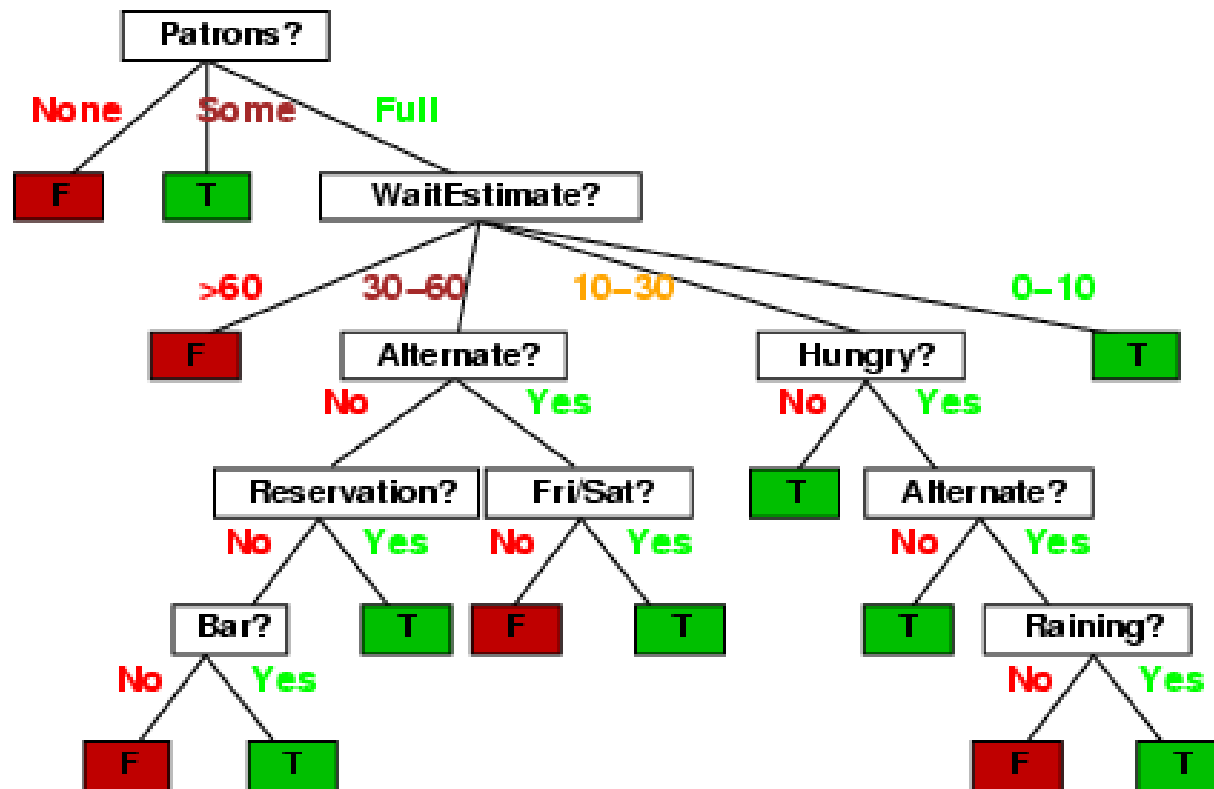 Patrons?
None Some Full
F T WaitEstimate?
>60 30–60 10–30 0–10
F Alternate? Hungry? T
No Yes No Yes
Reservation? Fri/Sat? T Alternate?
No Yes No Yes No Yes
Bar? T F T T Raining?
No Yes No Yes
F T F T